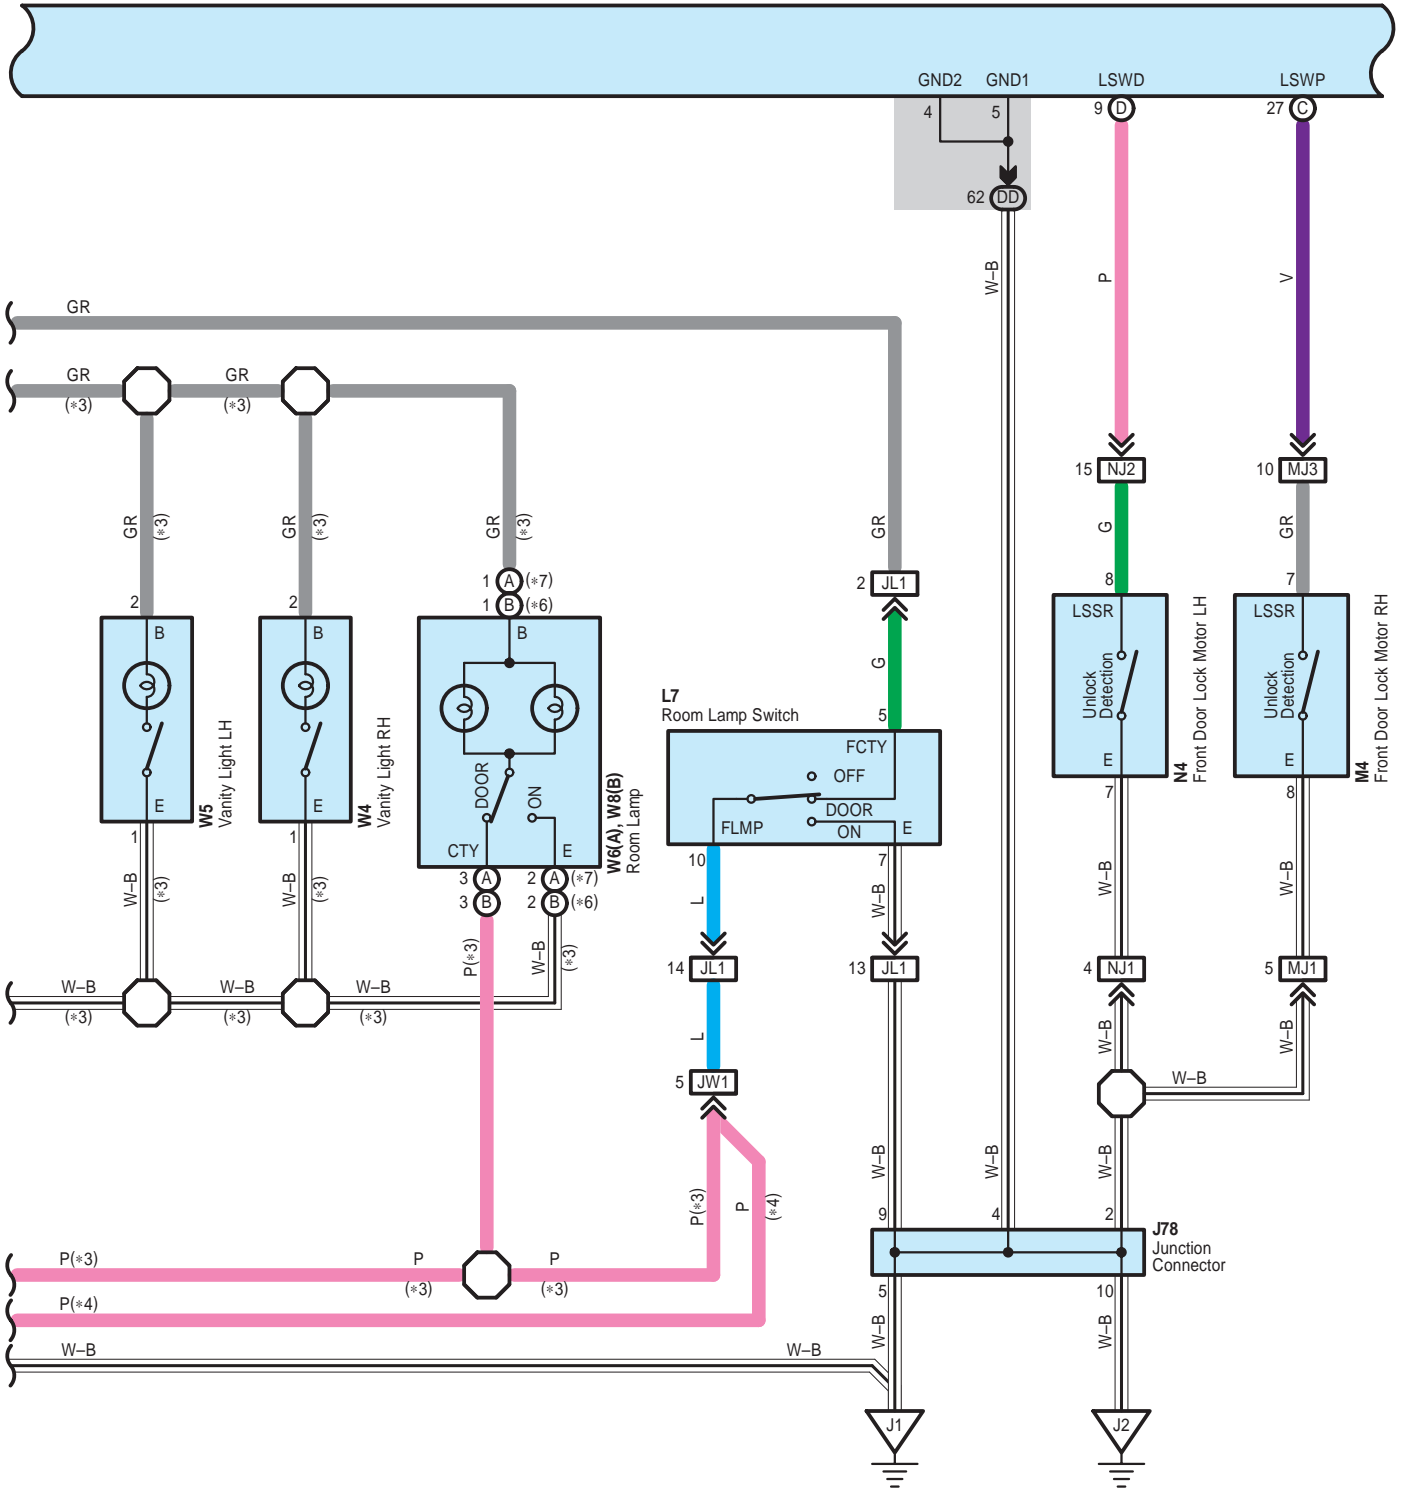 GND2 GND1 LSWD LSWP
4 5 9 D 27 C
62 DD
W–B P V
GR
GR GR
(*3) (*3)
15 NJ2 10 MJ3
GR (*3) GR (*3) GR (*3) GR G GR
1 A (*7)
1 B (*6)
2 JL1
8 7
2 2
B B B
LSSR LSSR
G
L7
Room Lamp Switch
5
Unlock
Detection
Unlock
Detection
FCTY
OFF
DOOR
ON
FLMP E
DOOR ON
E E
CTY E
E E
W5
Vanity Light LH
W4
Vanity Light RH
W6(A), W8(B)
Room Lamp
N4
Front Door Lock Motor LH
M4
Front Door Lock Motor RH
7 8
1 1
10 7
3 A 2 A (*7)
3 B 2 B (*6)
W–B (*3) W–B (*3) L W–B W–B W–B
P(*3) W–B (*3)
14 JL1 13 JL1 4 NJ1 5 MJ1
W–B W–B W–B
(*3) (*3) (*3)
L W–B W–B
5 JW1
W–B
W–B W–B W–B
P(*3) P (*4)
9 4 2
J78
Junction
Connector
P(*3) P P
(*3) (*3)
5 10
P(*4)
W–B W–B
W–B W–B
J1 J2